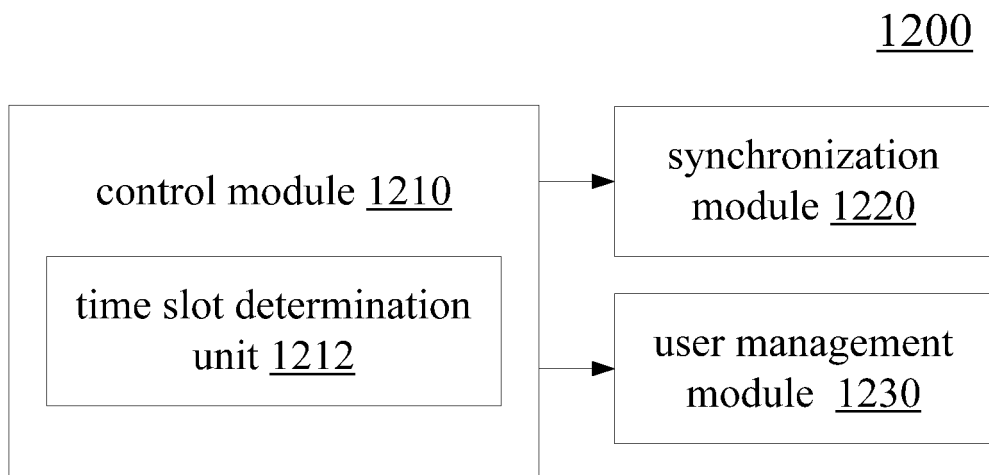 1200
control module 1210
time slot determination
unit 1212
synchronization
module 1220
user management
module 1230